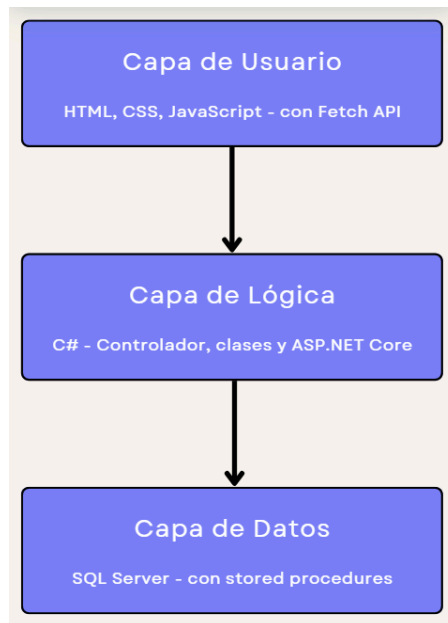 Capa de Usuario
HTML, CSS, JavaScript - con Fetch API
Capa de Lógica
C# - Controlador, clases y ASP.NET Core
Capa de Datos
SQL Server - con stored procedures